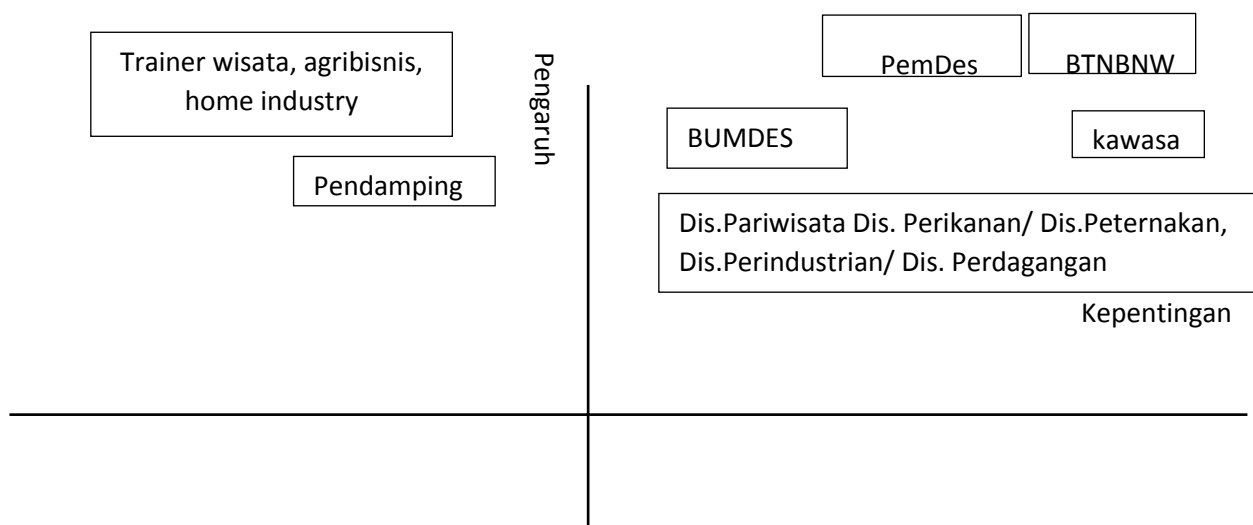 Trainer wisata, agribisnis,
home industry
Pendamping
Pengaruh
PemDes
BTNBNW
BUMDES
kawasa
Dis.Pariwisata Dis. Perikanan/ Dis.Peternakan,
Dis.Perindustrian/ Dis. Perdagangan
Kepentingan